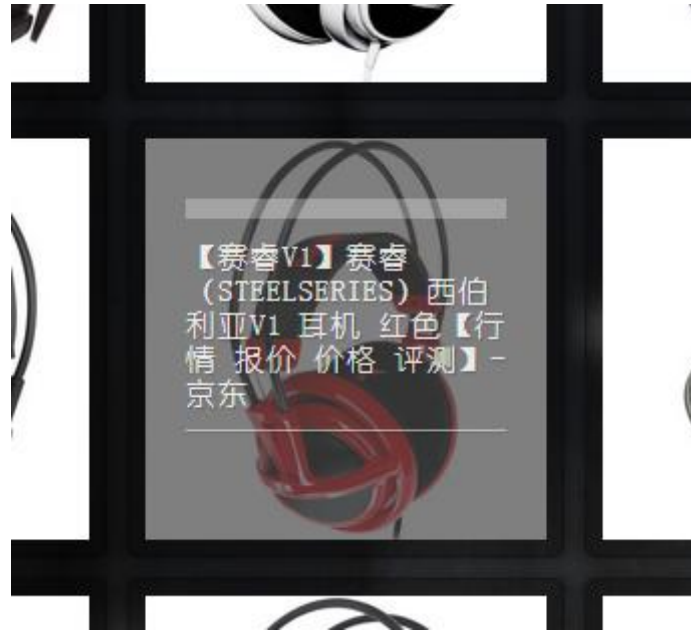 【赛睿V1】赛睿
(STEELSERIES) 西伯
利亚V1 耳机 红色【行
情 报价 价格 评测】-
京东